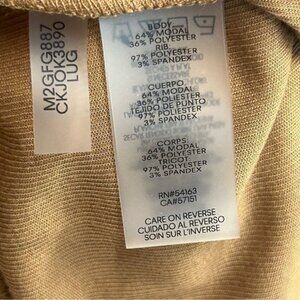 M2GFG887
CKJOK3890
LUG
BODY
64% MODAL
36% POLYESTER
RIB
97% POLYESTER
3% SPANDEX
CUERPO
64% MODAL
36% POLIESTER
TEJIDO DE PUNTO
97% POLIESTER
3% SPANDEX
CORPS:
64% MODAL
36% POLYESTER
TRICOT
97% POLYESTER
3% SPANDEX
RN#54163
CA#57151
CARE ON REVERSE
CUIDADO AL REVERSO
SOIN SUR L'INVERSE